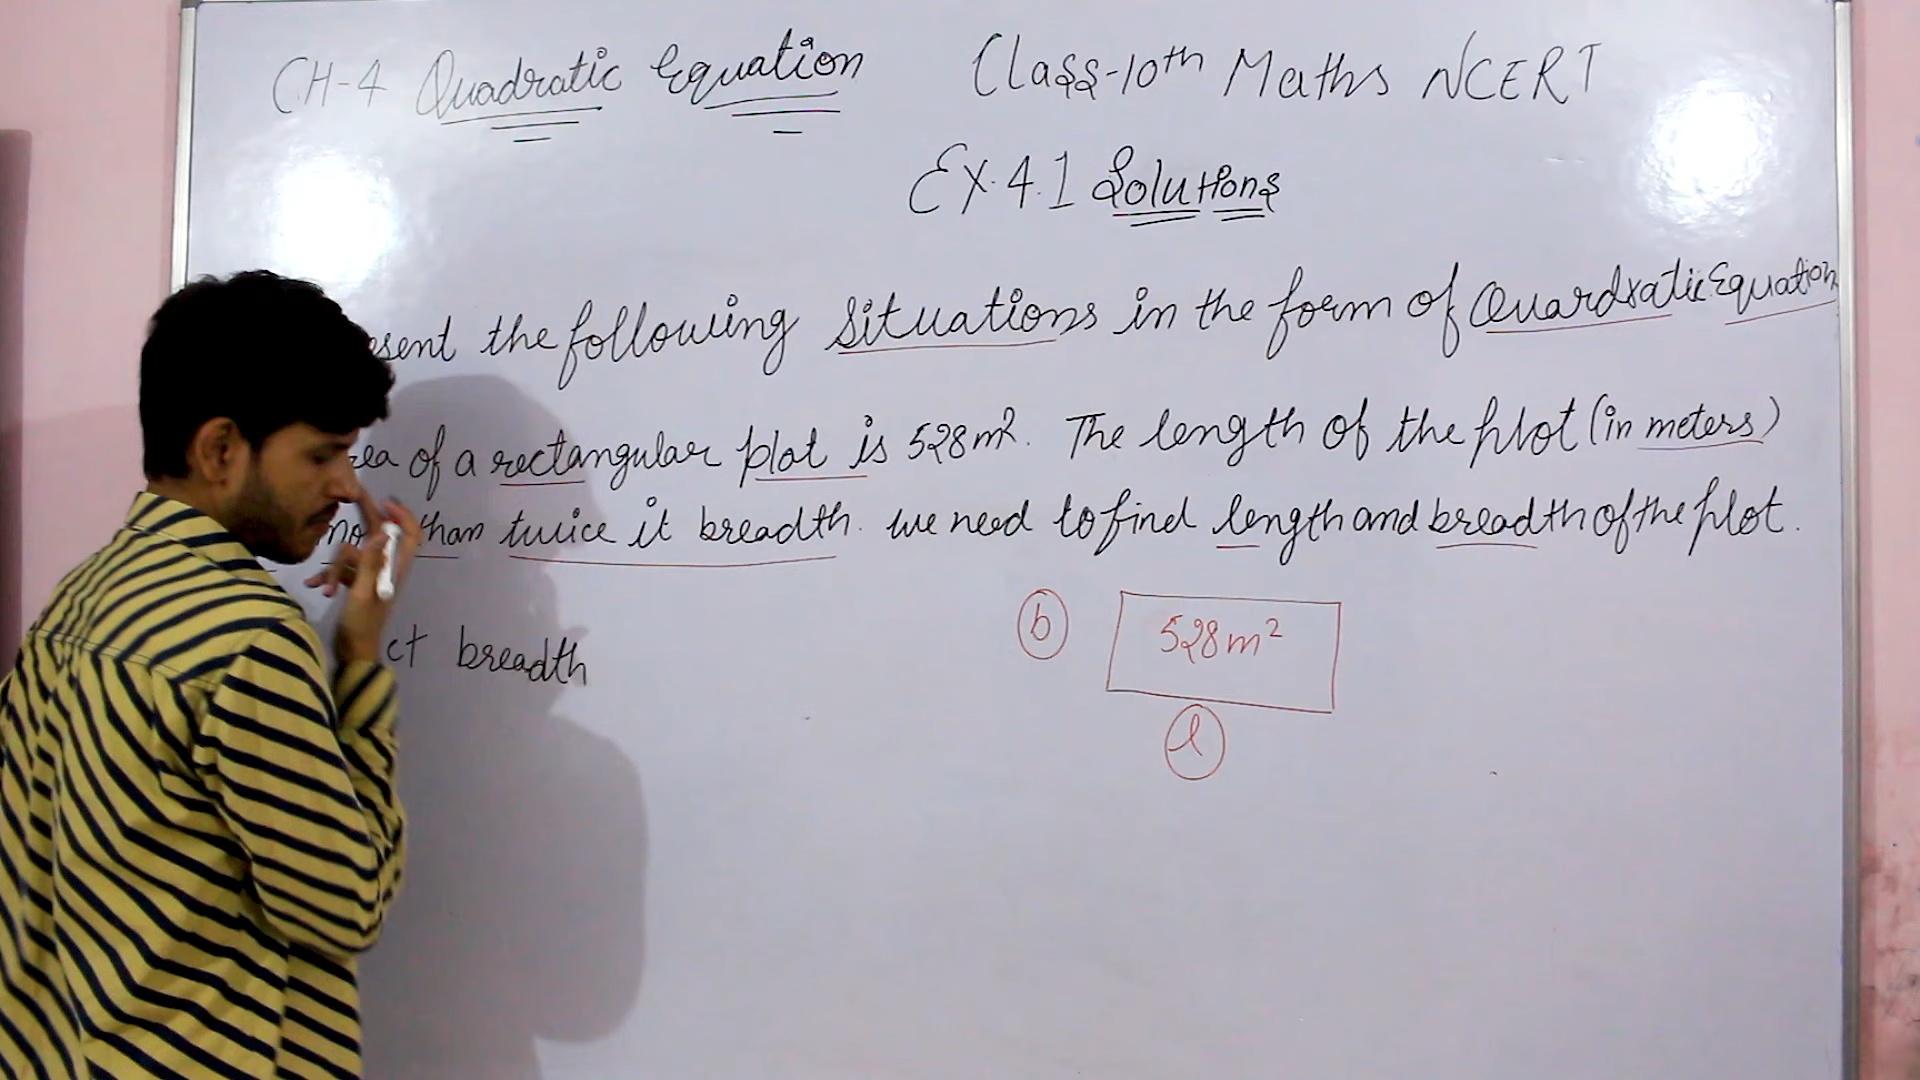 CH-4 Quadratic Equation Class-10th Maths NCERT
Ex. 4.1 Solutions
the following situations in the form of Quardratic Equation
of a rectangular plot is 528m². The length of the plot (in meters)
than twice it breadth. we need to find length and breadth of the plot.
breadth
b 528m²
l